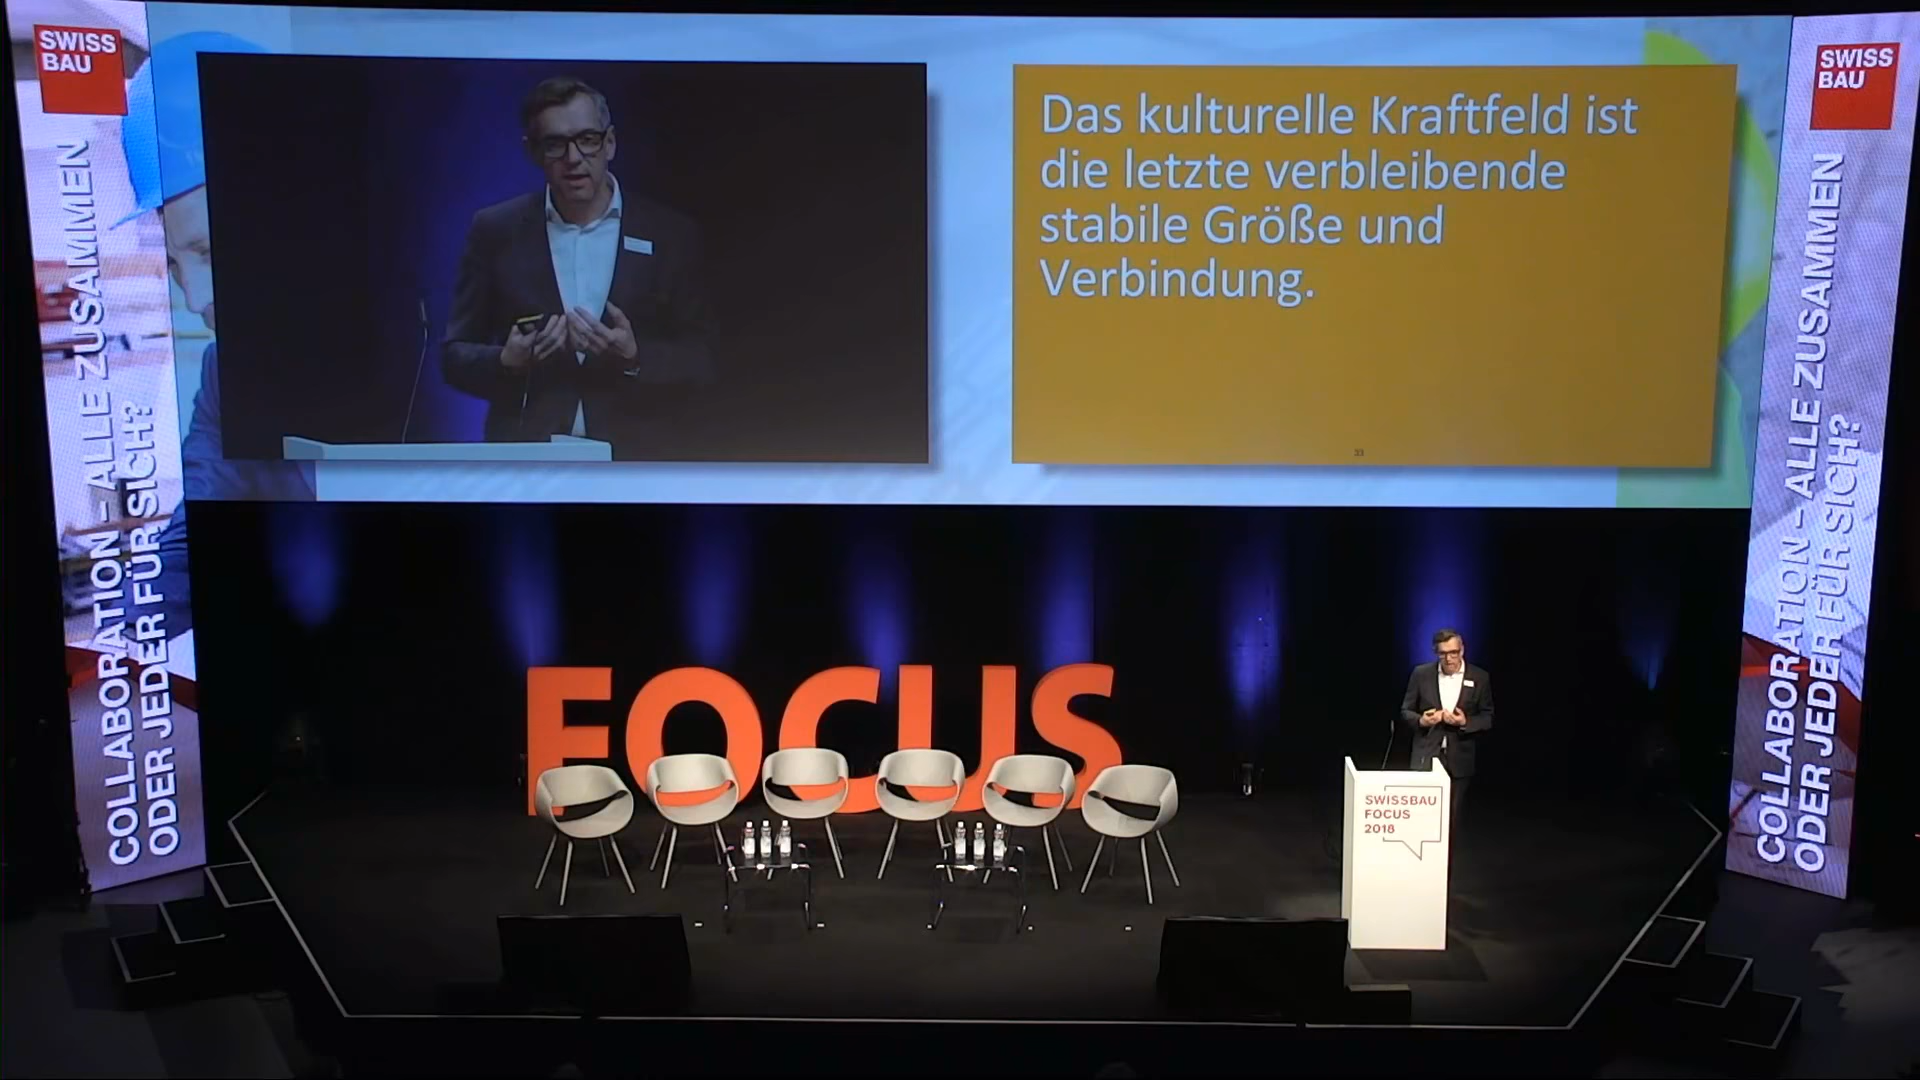 SWISS
BAU
COLLABORATION – ALLE ZUSAMMEN
ODER JEDER FÜR SICH?
Das kulturelle Kraftfeld ist
die letzte verbleibende
stabile Größe und
Verbindung.
33
SWISS
BAU
COLLABORATION – ALLE ZUSAMMEN
ODER JEDER FÜR SICH?
FOCUS
SWISSBAU
FOCUS
2018